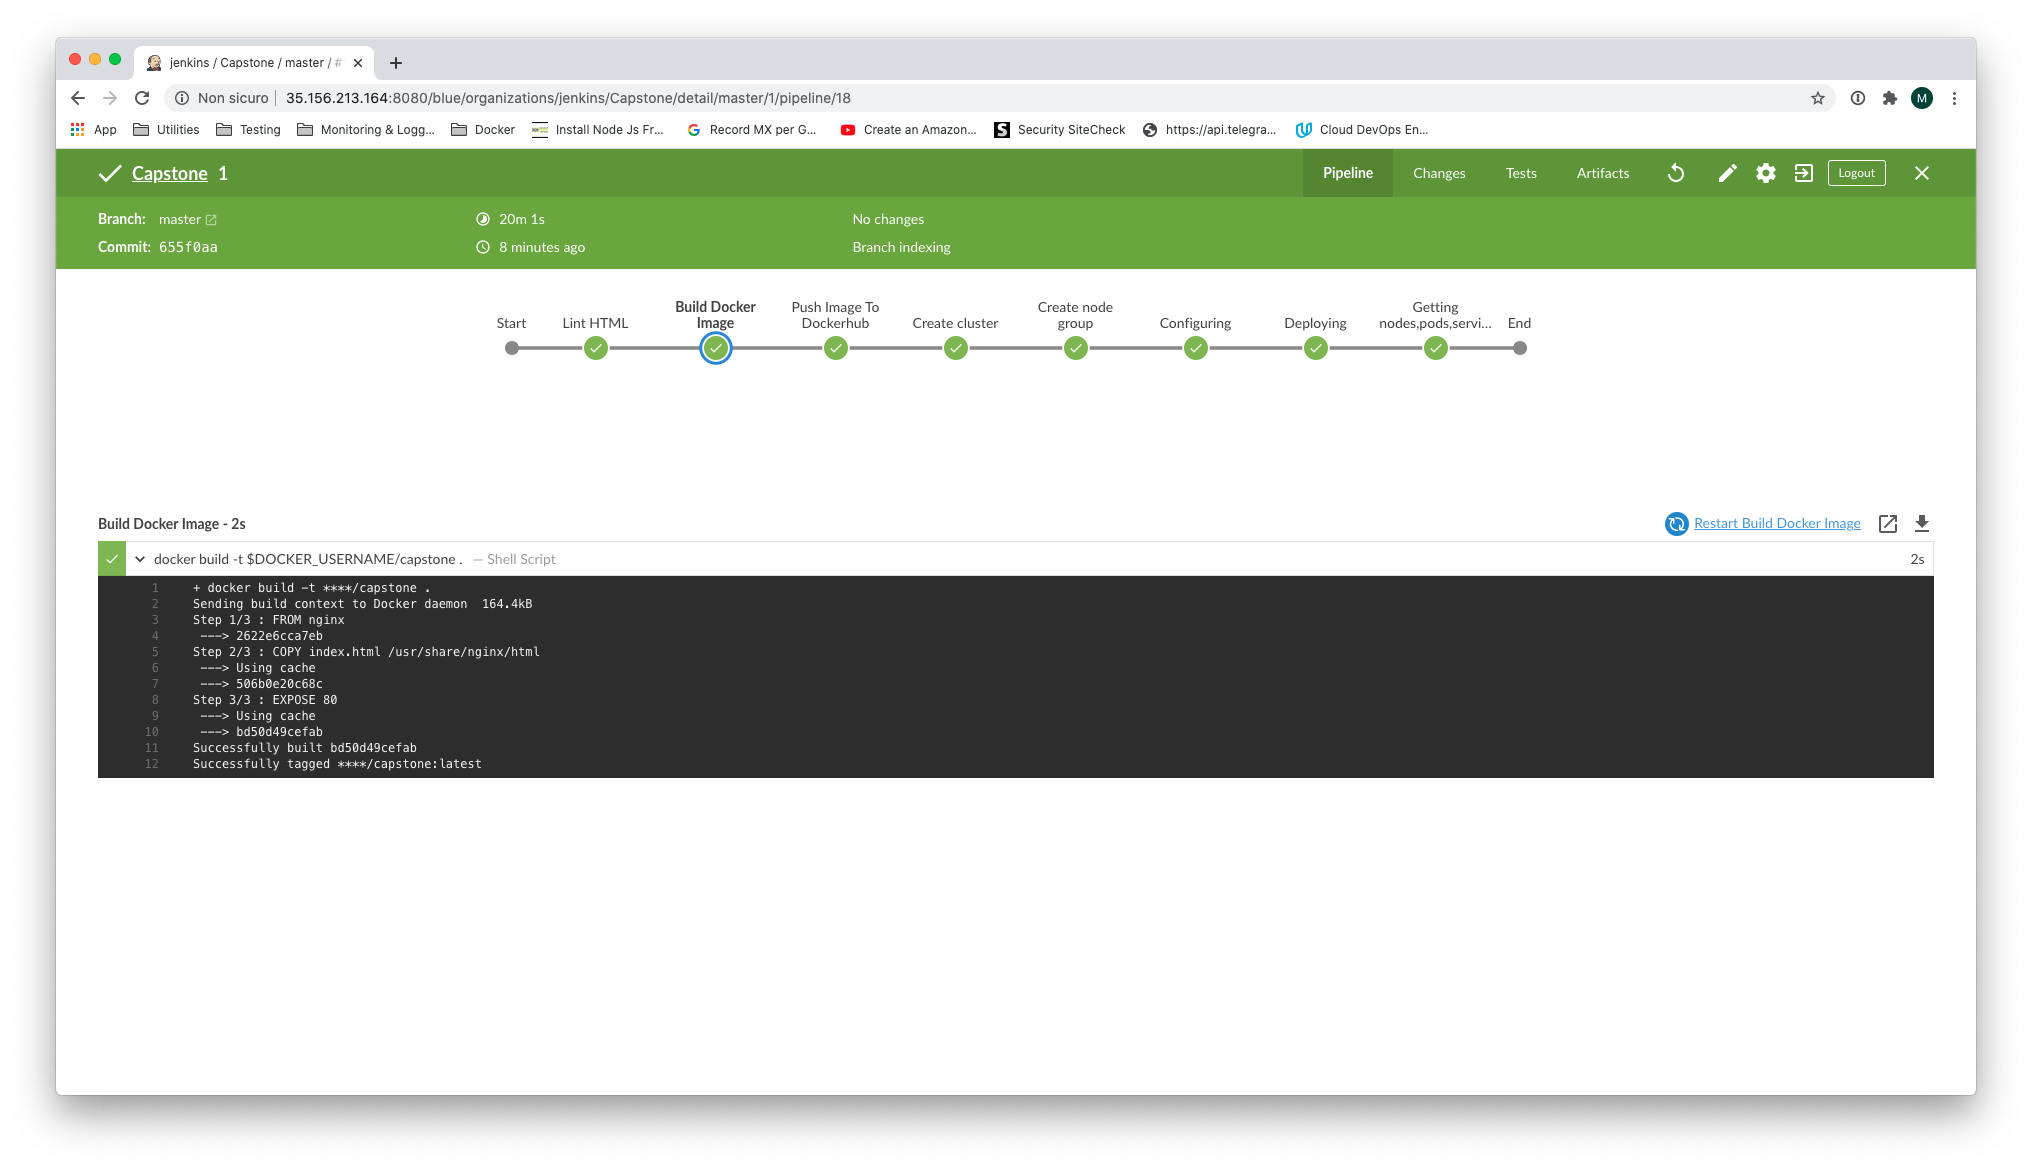 jenkins / Capstone / master / #
Non sicuro 35.156.213.164:8080/blue/organizations/jenkins/Capstone/detail/master/1/pipeline/18
M
App Utilities Testing Monitoring & Logg... Docker Install Node Js Fr... Record MX per G... Create an Amazon... Security SiteCheck https://api.telegra... Cloud DevOps En...
Capstone 1 Pipeline Changes Tests Artifacts Logout
Branch: master 20m 1s No changes
Commit: 655f0aa 8 minutes ago Branch indexing
Start
Lint HTML
Build Docker
Image
Push Image To
Dockerhub
Create cluster
Create node
group
Configuring
Deploying
Getting
nodes,pods,servi...
End
Build Docker Image - 2s Restart Build Docker Image
docker build -t $DOCKER_USERNAME/capstone . — Shell Script 2s
1 + docker build -t ****/capstone .
2 Sending build context to Docker daemon  164.4kB
3 Step 1/3 : FROM nginx
4 ---> 2622e6cca7eb
5 Step 2/3 : COPY index.html /usr/share/nginx/html
6 ---> Using cache
7 ---> 506b0e20c68c
8 Step 3/3 : EXPOSE 80
9 ---> Using cache
10 ---> bd50d49cefab
11 Successfully built bd50d49cefab
12 Successfully tagged ****/capstone:latest